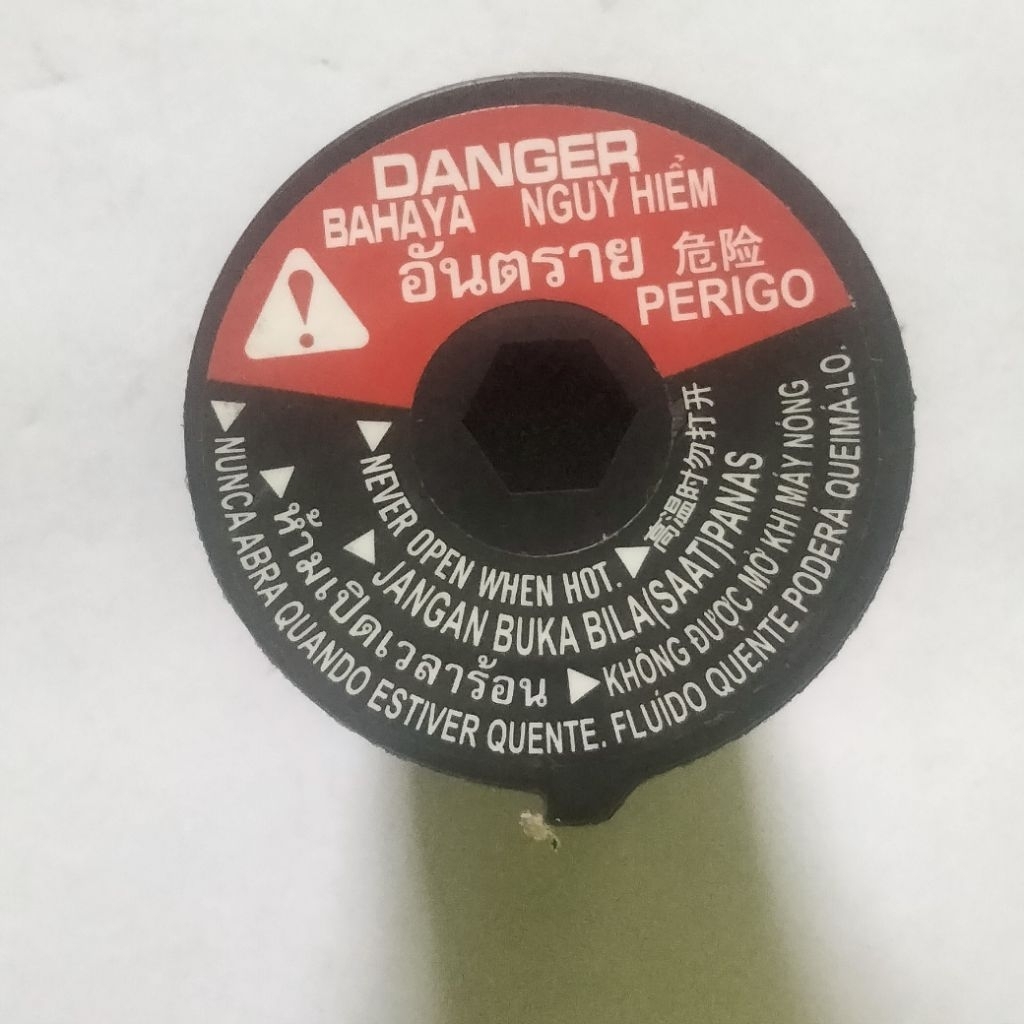 DANGER
BAHAYA NGUY HIỂM
อันตราย 危险
PERIGO
NEVER OPEN WHEN HOT.
高温时勿打开
JANGAN BUKA BILA(SAAT)PANAS
ห้ามเปิดเวลาร้อน
KHÔNG ĐƯỢC MỞ KHI MÁY NÓNG
NUNCA ABRA QUANDO ESTIVER QUENTE. FLUÍDO QUENTE PODERÁ QUEIMÁ-LO.